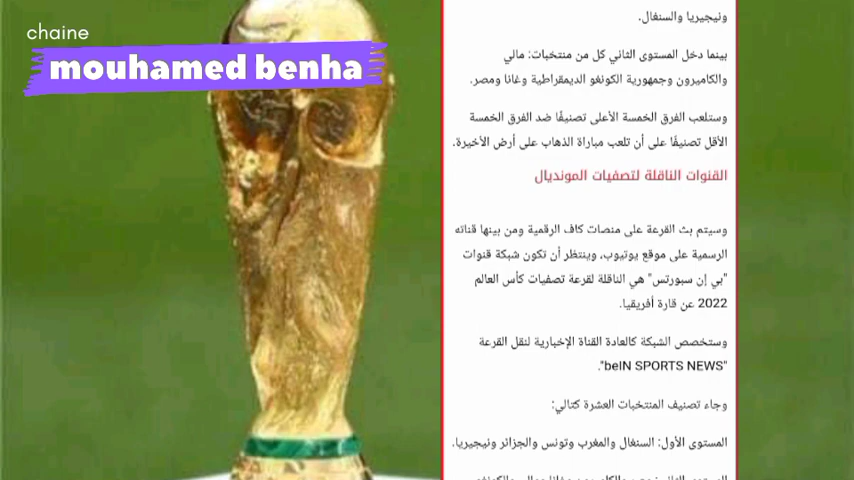 chaine
mouhamed benha
ونيجيريا والسنغال.
بينما دخل المستوى الثاني كل من منتخبات: مالي
والكاميرون وجمهورية الكونغو الديمقراطية وغانا ومصر.
وستلعب الفرق الخمسة الأعلى تصنيفًا ضد الفرق الخمسة
الأقل تصنيفًا على أن تلعب مباراة الذهاب على أرض الأخيرة.
القنوات الناقلة لتصفيات المونديال
وسيتم بث القرعة على منصات كاف الرقمية ومن بينها قناته
الرسمية على موقع يوتيوب، وينتظر أن تكون شبكة قنوات
"بي إن سبورتس" هي الناقلة لقرعة تصفيات كأس العالم
2022 عن قارة أفريقيا.
وستخصص الشبكة كالعادة القناة الإخبارية لنقل القرعة
"beIN SPORTS NEWS".
وجاء تصنيف المنتخبات العشرة كتالي:
المستوى الأول: السنغال والمغرب وتونس والجزائر ونيجيريا.